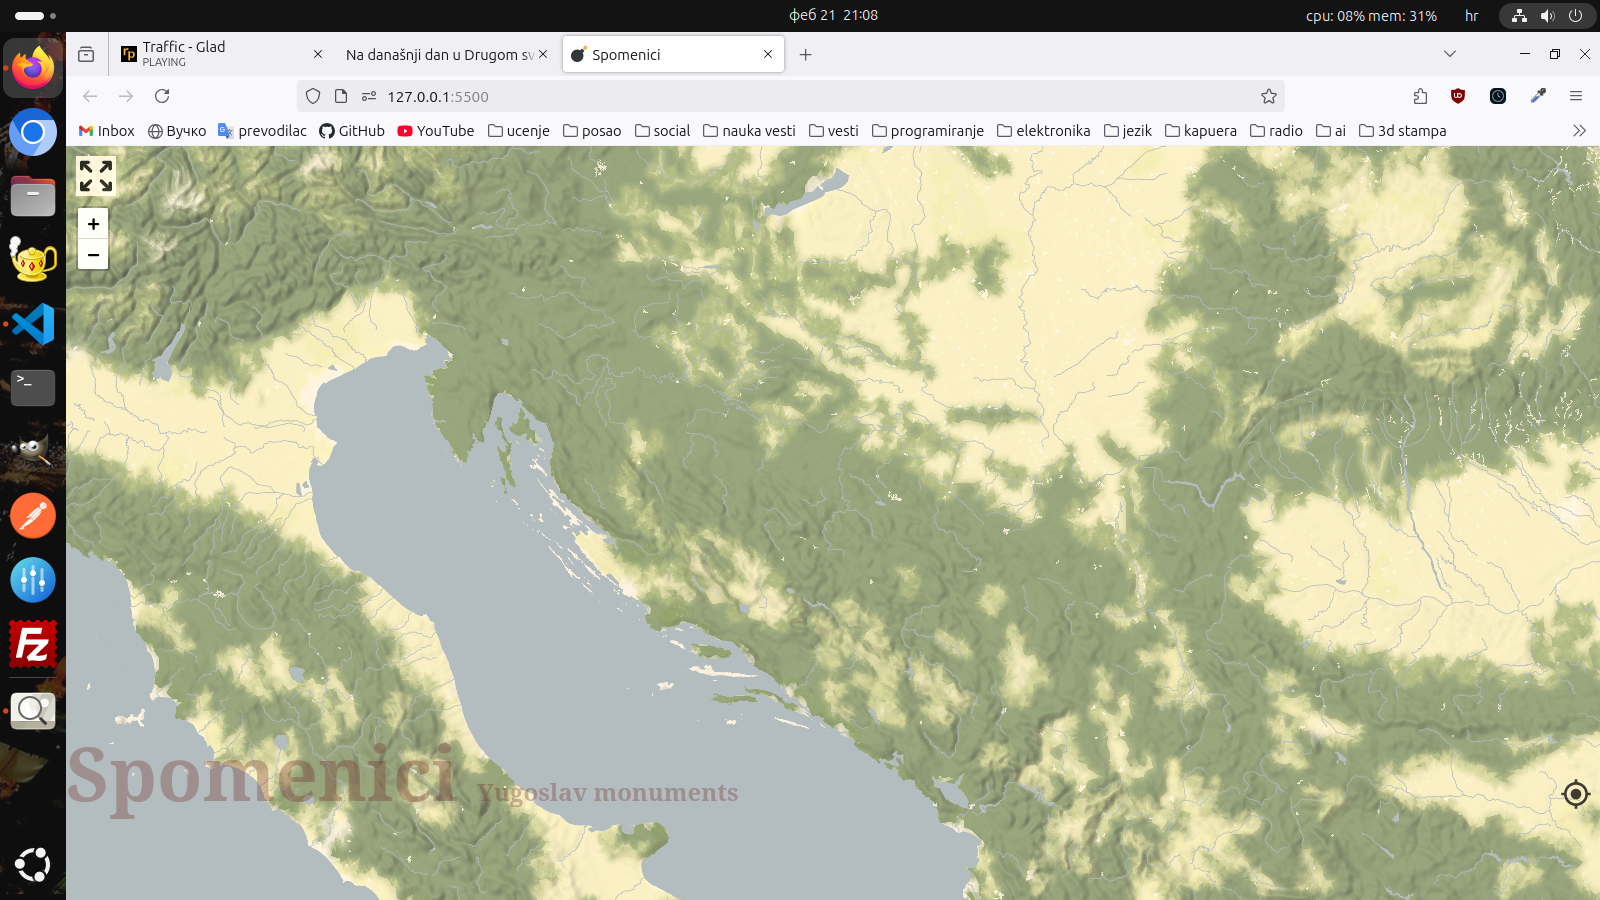 феб 21 21:08
cpu: 08% mem: 31%
hr
Traffic - Glad
PLAYING
Na današnji dan u Drugom sv
Spomenici
127.0.0.1:5500
Inbox Вучко prevodilac GitHub YouTube ucenje posao social nauka vesti vesti programiranje elektronika jezik kapuera radio ai 3d stampa
+
−
Spomenici Yugoslav monuments